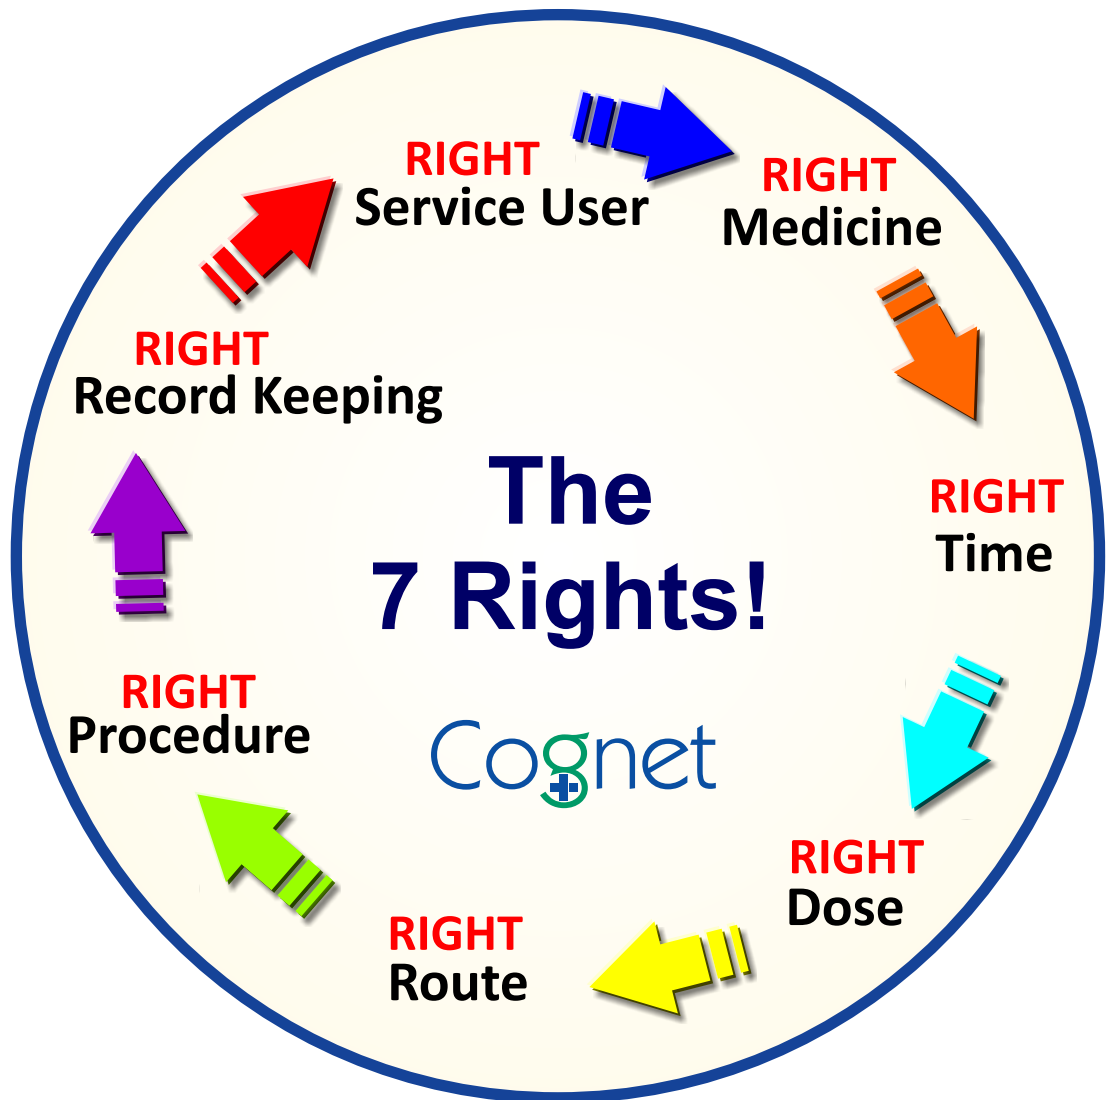 RIGHT
Service User
RIGHT
Medicine
RIGHT
Time
RIGHT
Dose
RIGHT
Route
RIGHT
Procedure
RIGHT
Record Keeping
The
7 Rights!
Cognet